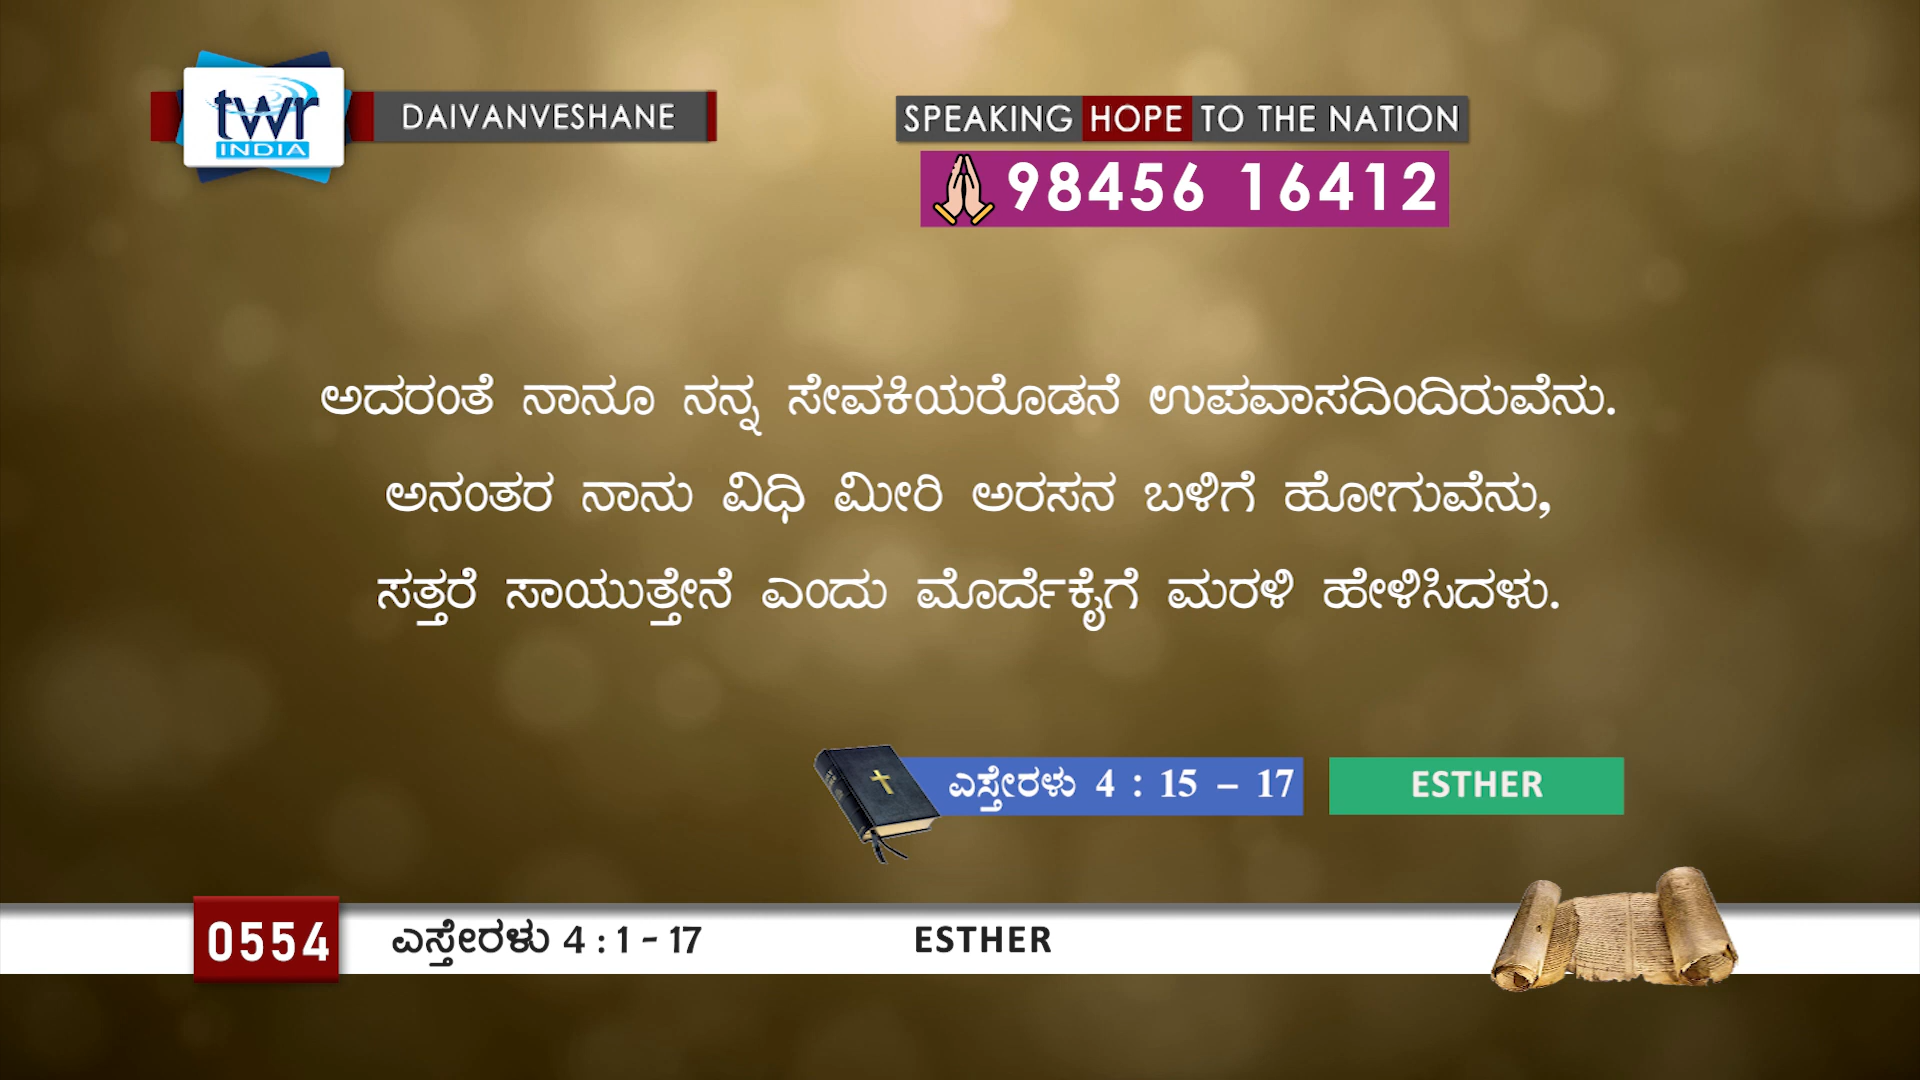 twr
INDIA
DAIVANVESHANE
SPEAKING HOPE TO THE NATION
98456 16412
ಅದರಂತೆ ನಾನೂ ನನ್ನ ಸೇವಕಿಯರೊಡನೆ ಉಪವಾಸದಿಂದಿರುವೆನು.
ಅನಂತರ ನಾನು ವಿಧಿ ಮೀರಿ ಅರಸನ ಬಳಿಗೆ ಹೋಗುವೆನು,
ಸತ್ತರೆ ಸಾಯುತ್ತೇನೆ ಎಂದು ಮೊರ್ದೆಕೈಗೆ ಮರಳಿ ಹೇಳಿಸಿದಳು.
ಎಸ್ತೇರಳು 4 : 15 – 17 ESTHER
0554 ಎಸ್ತೇರಳು 4 : 1 - 17 ESTHER